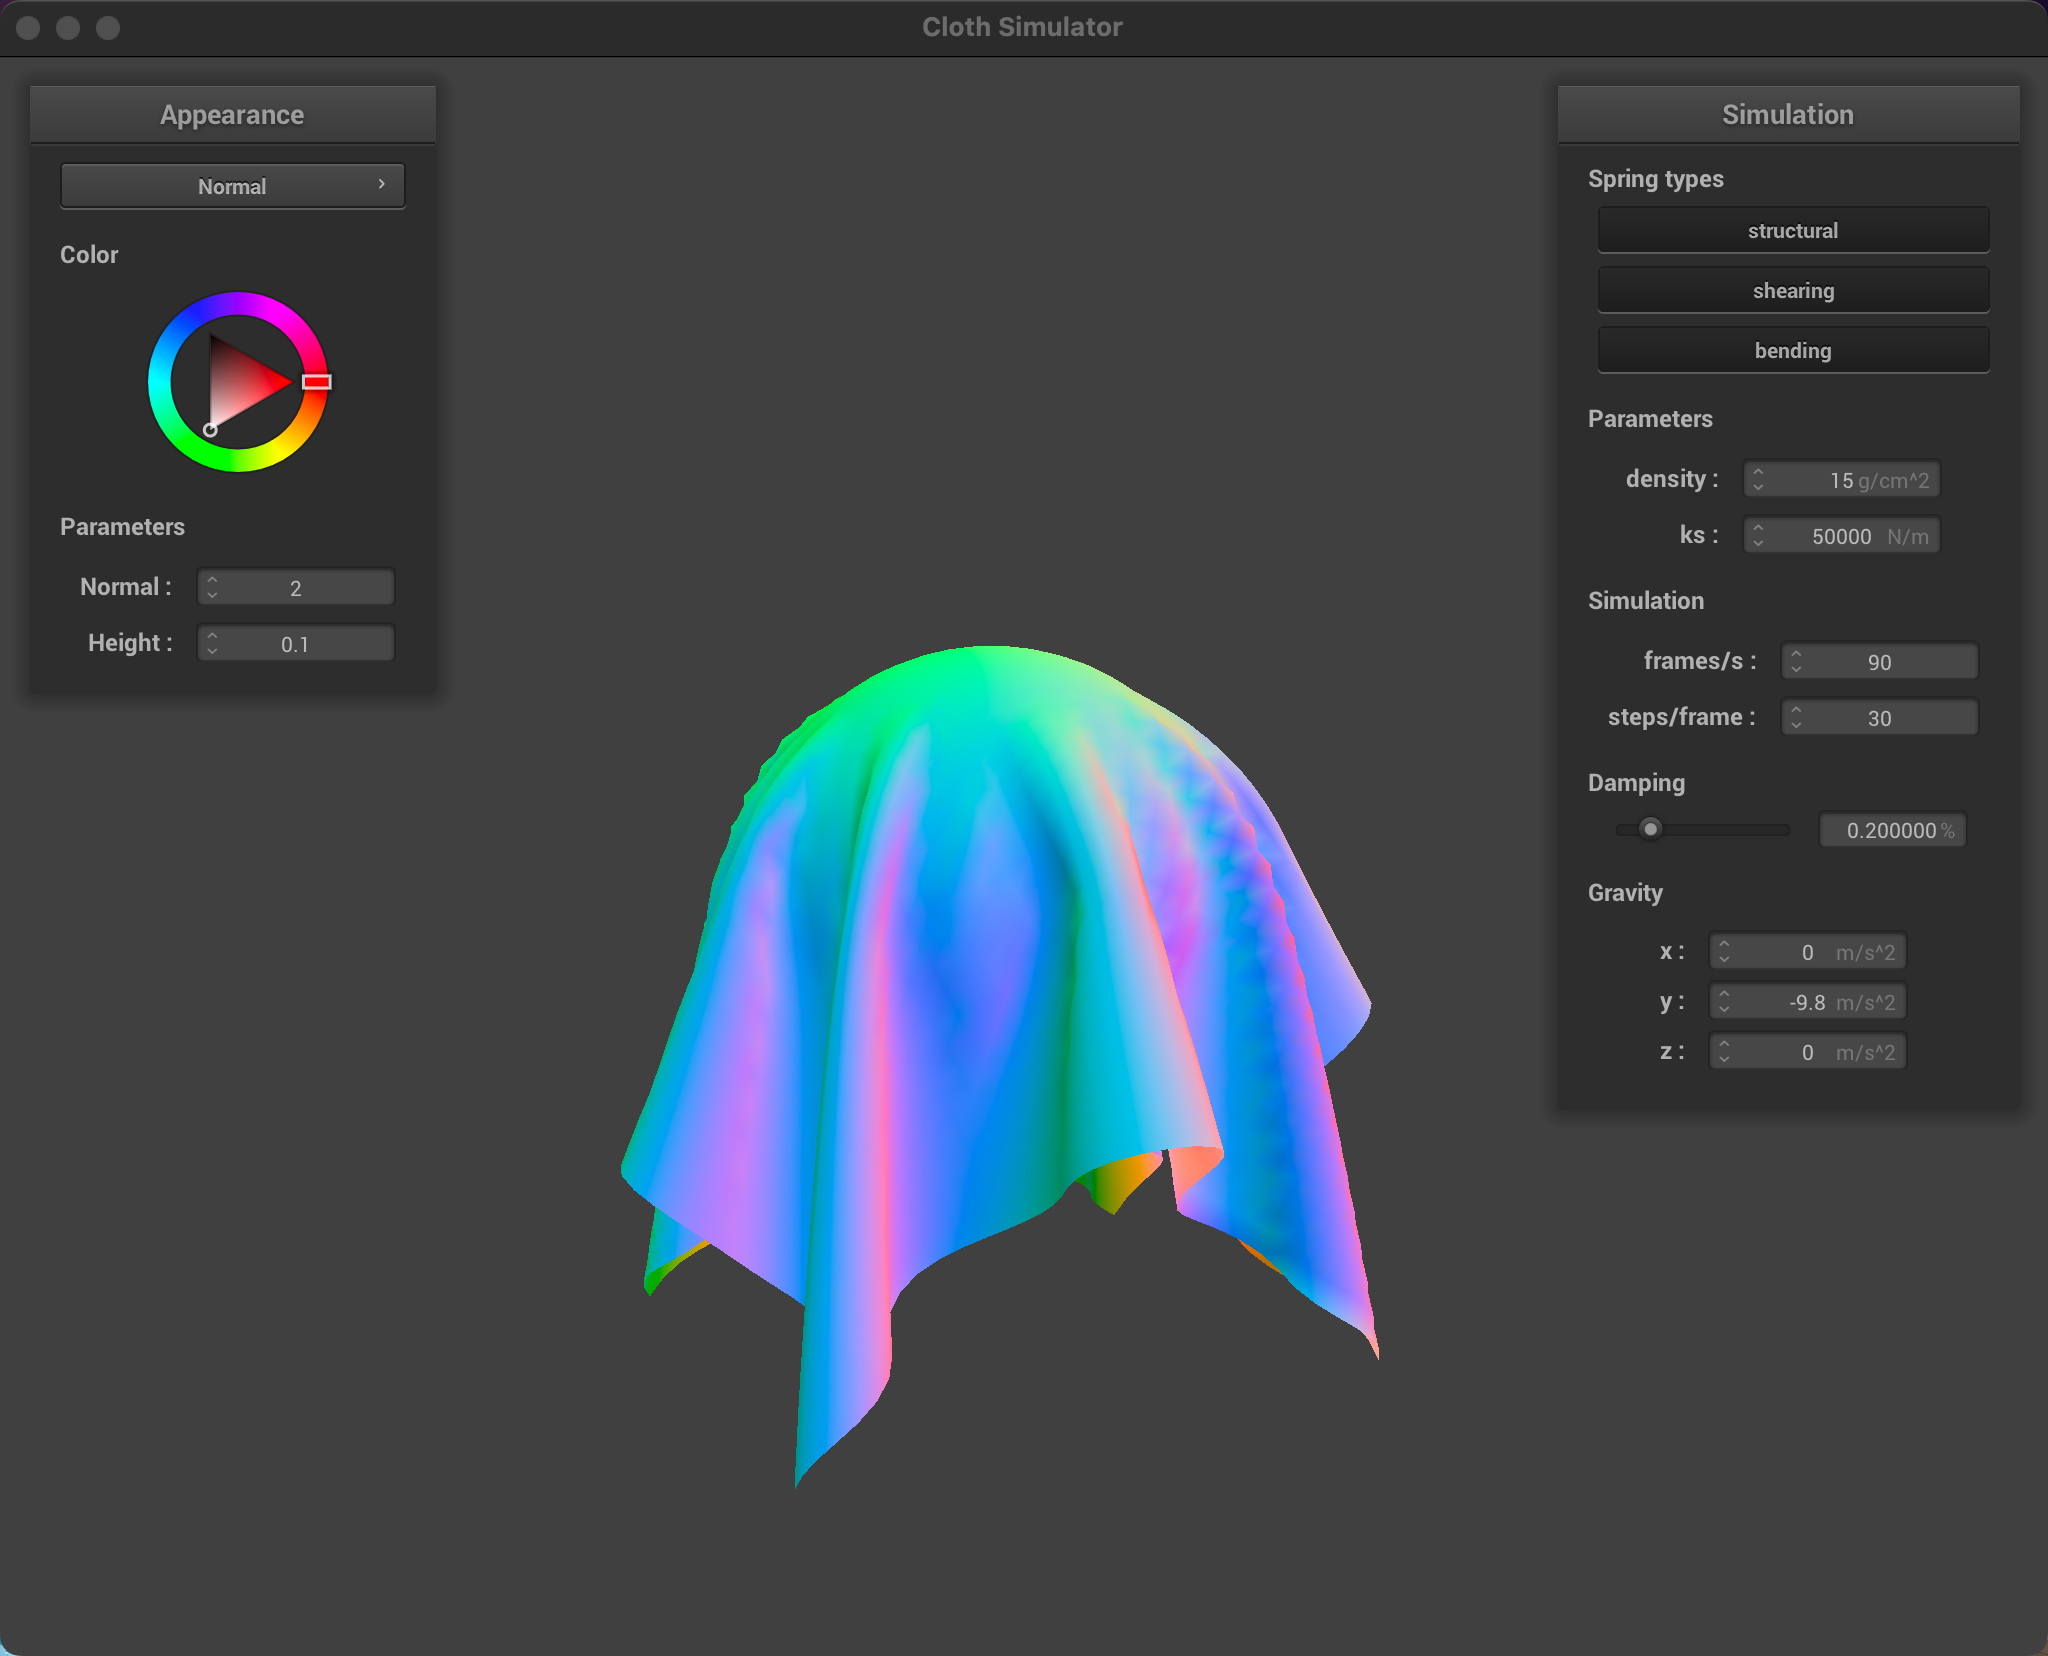 Cloth Simulator
Appearance
Normal
Color
Parameters
Normal : 2
Height : 0.1
Simulation
Spring types
structural
shearing
bending
Parameters
density : 15 g/cm^2
ks : 50000 N/m
Simulation
frames/s : 90
steps/frame : 30
Damping
0.200000 %
Gravity
x : 0 m/s^2
y : -9.8 m/s^2
z : 0 m/s^2